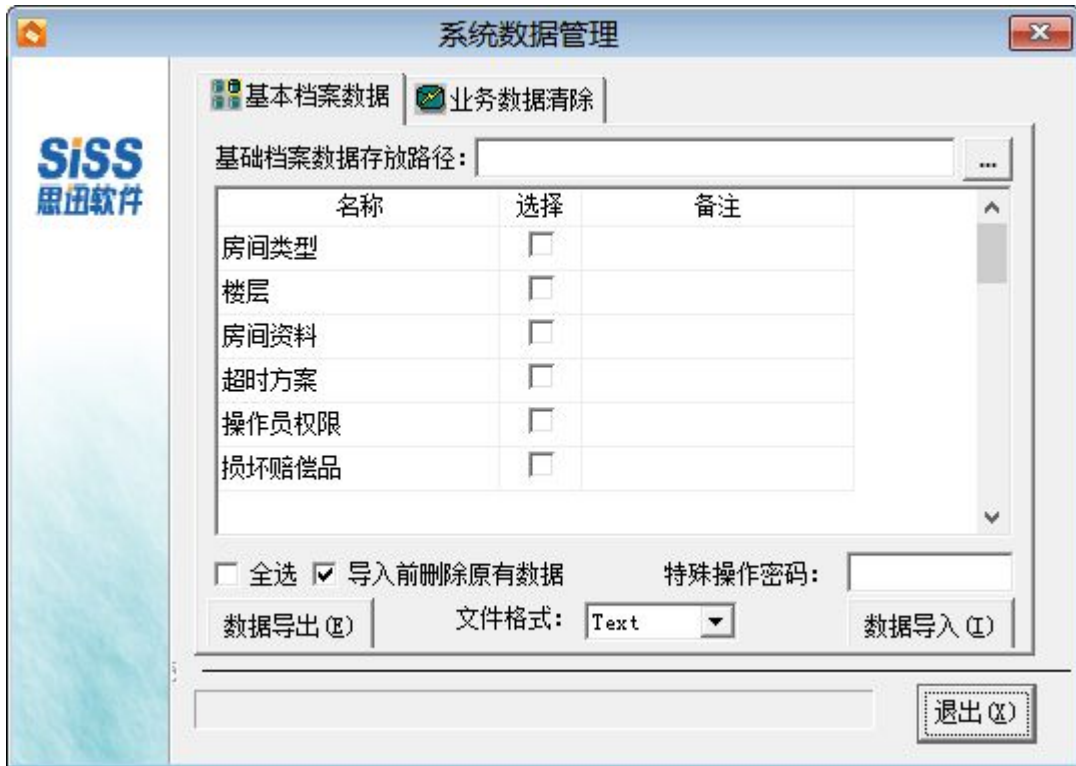 系统数据管理
SiSS
思迅软件
基本档案数据
业务数据清除
基础档案数据存放路径: ...
名称 选择 备注
房间类型
楼层
房间资料
超时方案
操作员权限
损坏赔偿品
全选 导入前删除原有数据 特殊操作密码:
数据导出(E) 文件格式: Text 数据导入(I)
退出(X)